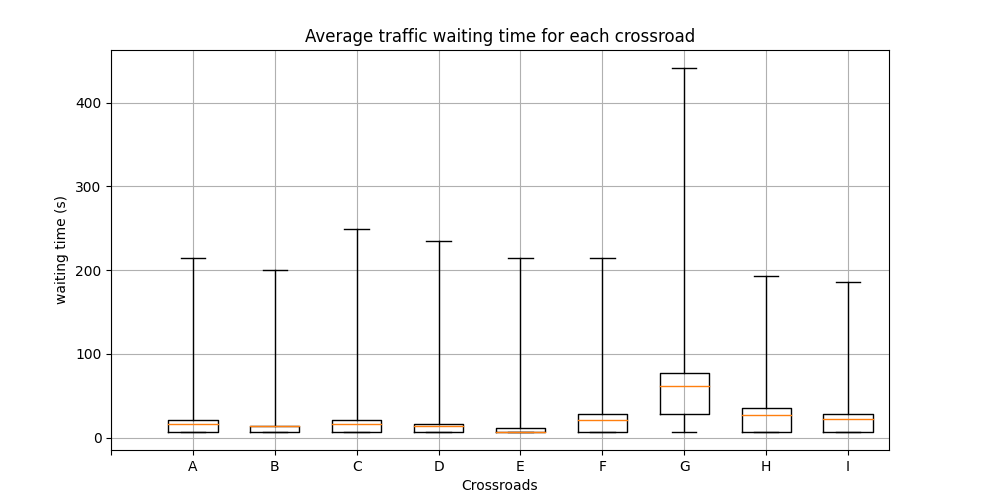 Average traffic waiting time for each crossroad
waiting time (s)
400
300
200
100
0
A B C D E F G H I
Crossroads